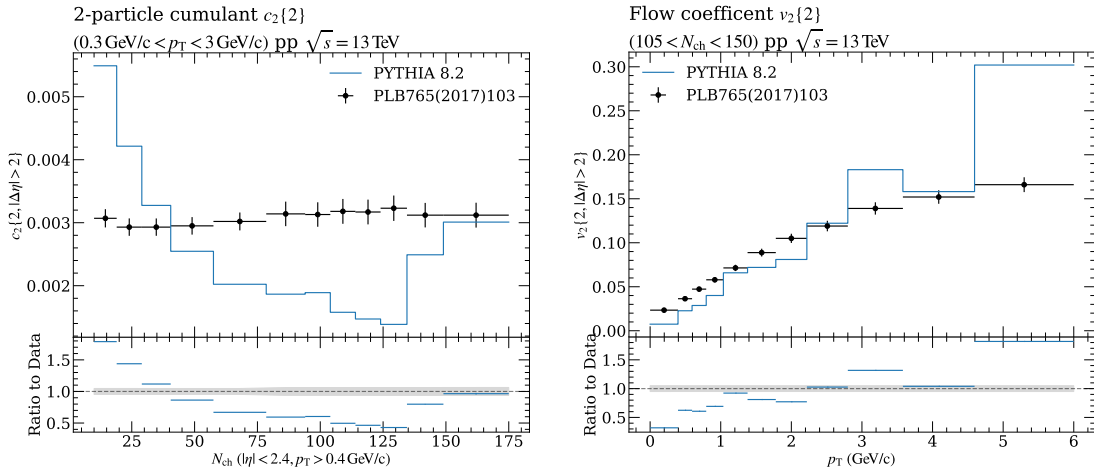 2-particle cumulant c₂{2}
(0.3 GeV/c < p_T < 3 GeV/c) pp √s = 13 TeV
PYTHIA 8.2
PLB765(2017)103
c₂{2, |Δη| > 2}
0.005
0.004
0.003
0.002
Ratio to Data
1.5
1.0
0.5
25 50 75 100 125 150 175
N_ch (|η| < 2.4, p_T > 0.4 GeV/c)
Flow coefficent v₂{2}
(105 < N_ch < 150) pp √s = 13 TeV
PYTHIA 8.2
PLB765(2017)103
v₂{2, |Δη| > 2}
0.30
0.25
0.20
0.15
0.10
0.05
0.00
Ratio to Data
1.5
1.0
0.5
0 1 2 3 4 5 6
p_T (GeV/c)